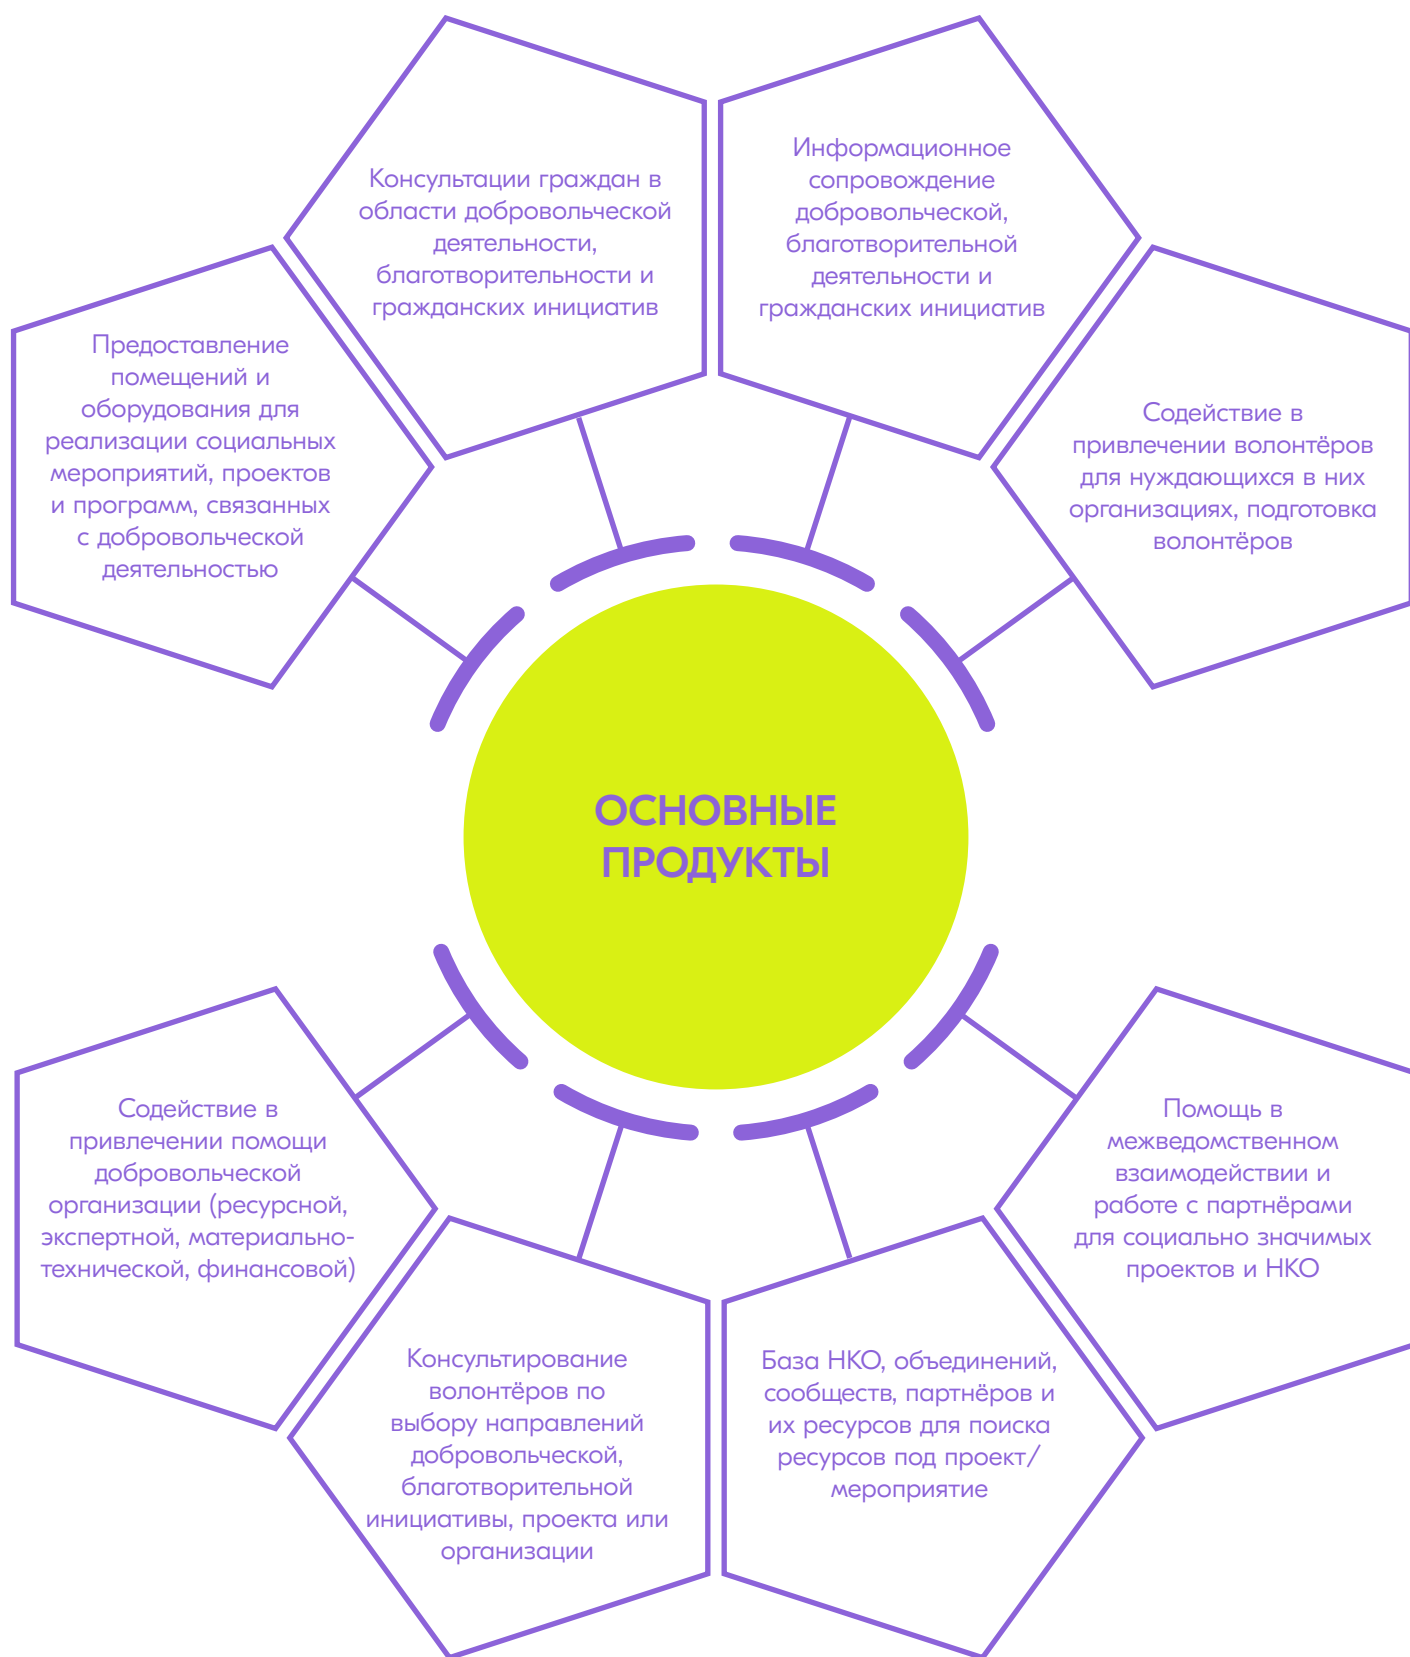 Консультации граждан в
области добровольческой
деятельности,
благотворительности и
гражданских инициатив
Информационное
сопровождение
добровольческой,
благотворительной
деятельности и
гражданских инициатив
Предоставление
помещений и
оборудования для
реализации социальных
мероприятий, проектов
и программ, связанных
с добровольческой
деятельностью
Содействие в
привлечении волонтёров
для нуждающихся в них
организациях, подготовка
волонтёров
ОСНОВНЫЕ
ПРОДУКТЫ
Содействие в
привлечении помощи
добровольческой
организации (ресурсной,
экспертной, материально-
технической, финансовой)
Помощь в
межведомственном
взаимодействии и
работе с партнёрами
для социально значимых
проектов и НКО
Консультирование
волонтёров по
выбору направлений
добровольческой,
благотворительной
инициативы, проекта или
организации
База НКО, объединений,
сообществ, партнёров и
их ресурсов для поиска
ресурсов под проект/
мероприятие